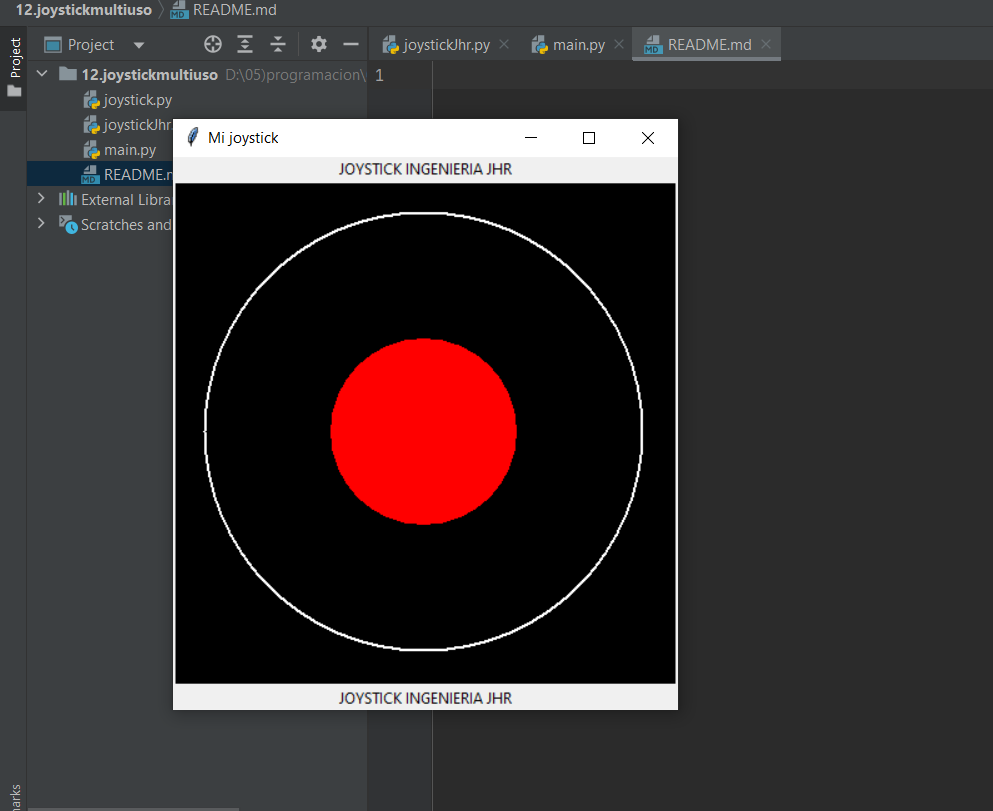 12.joystickmultiuso README.md
Project
Project
joystickJhr.py
main.py
README.md
12.joystickmultiuso D:\05)programacion\
1
joystick.py
joystickJhr
main.py
README.
External Libra
Scratches and
Mi joystick
JOYSTICK INGENIERIA JHR
JOYSTICK INGENIERIA JHR